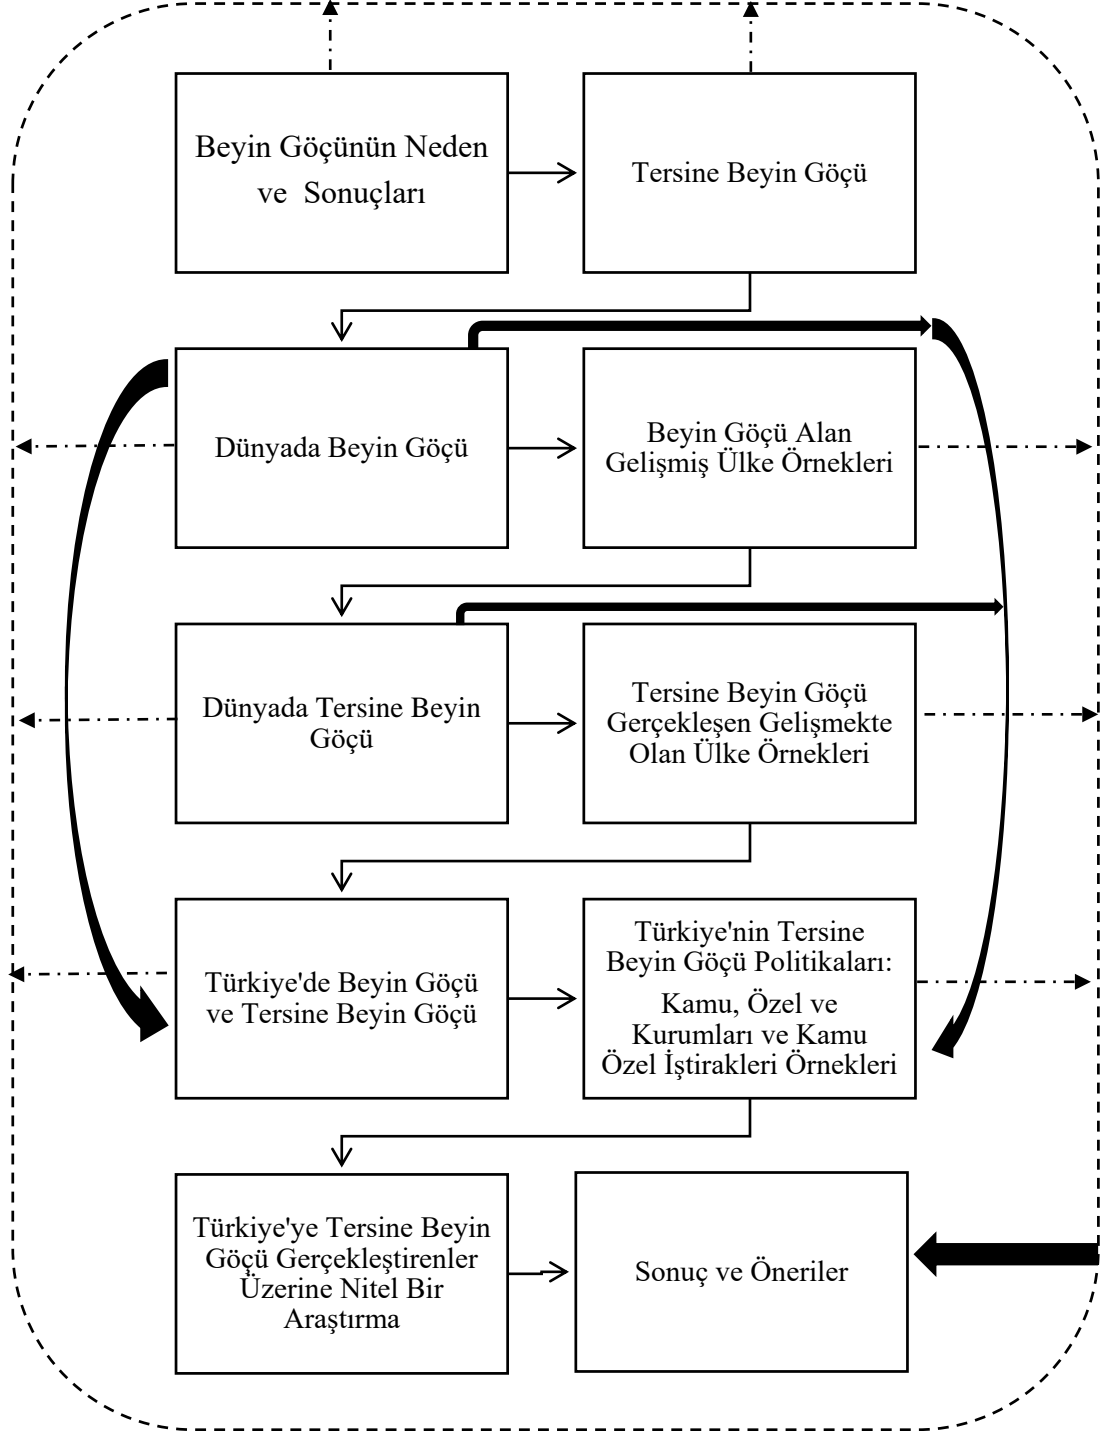 Beyin Göçünün Neden
ve Sonuçları
Tersine Beyin Göçü
Dünyada Beyin Göçü
Beyin Göçü Alan
Gelişmiş Ülke Örnekleri
Dünyada Tersine Beyin
Göçü
Tersine Beyin Göçü
Gerçekleşen Gelişmekte
Olan Ülke Örnekleri
Türkiye'de Beyin Göçü
ve Tersine Beyin Göçü
Türkiye'nin Tersine
Beyin Göçü Politikaları:
Kamu, Özel ve
Kurumları ve Kamu
Özel İştirakleri Örnekleri
Türkiye'ye Tersine Beyin
Göçü Gerçekleştirenler
Üzerine Nitel Bir
Araştırma
Sonuç ve Öneriler